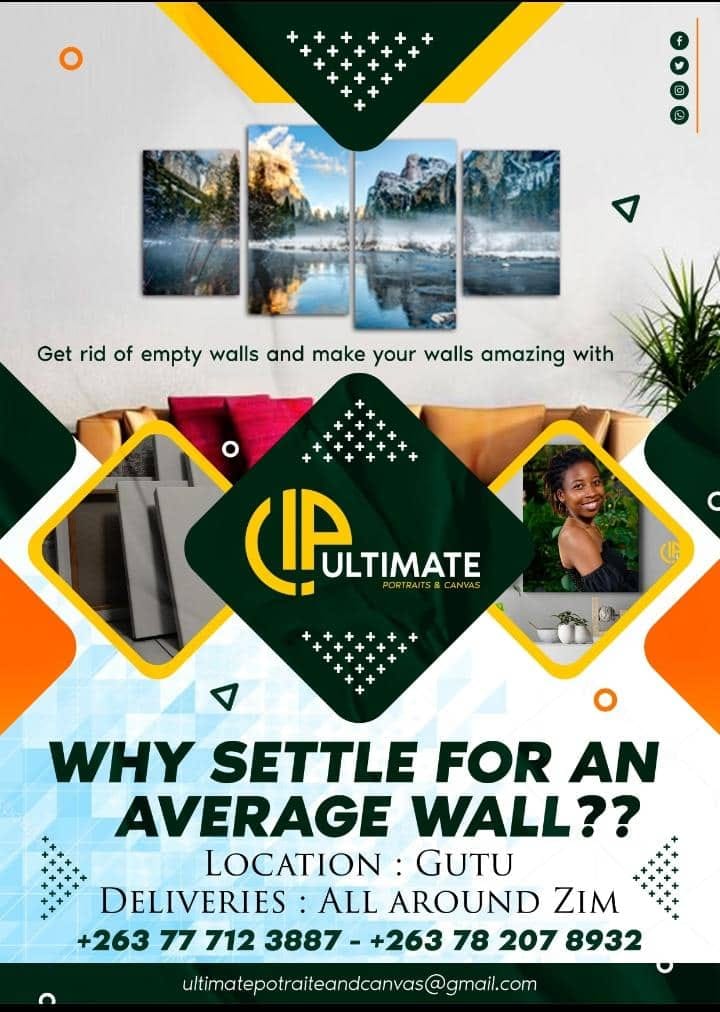 Get rid of empty walls and make your walls amazing with
UP ULTIMATE
PORTRAITS & CANVAS
WHY SETTLE FOR AN
AVERAGE WALL??
LOCATION : GUTU
DELIVERIES : ALL AROUND ZIM
+263 77 712 3887 - +263 78 207 8932
ultimatepotraiteandcanvas@gmail.com